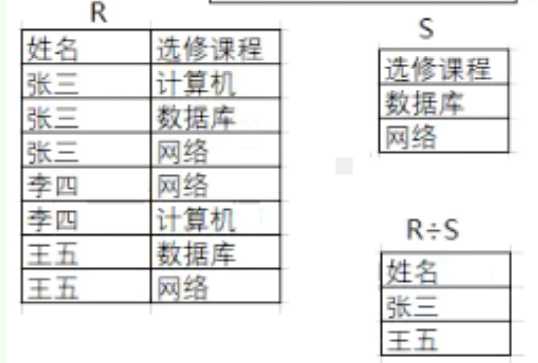 R
姓名 选修课程
张三 计算机
张三 数据库
张三 网络
李四 网络
李四 计算机
王五 数据库
王五 网络
S
选修课程
数据库
网络
R÷S
姓名
张三
王五